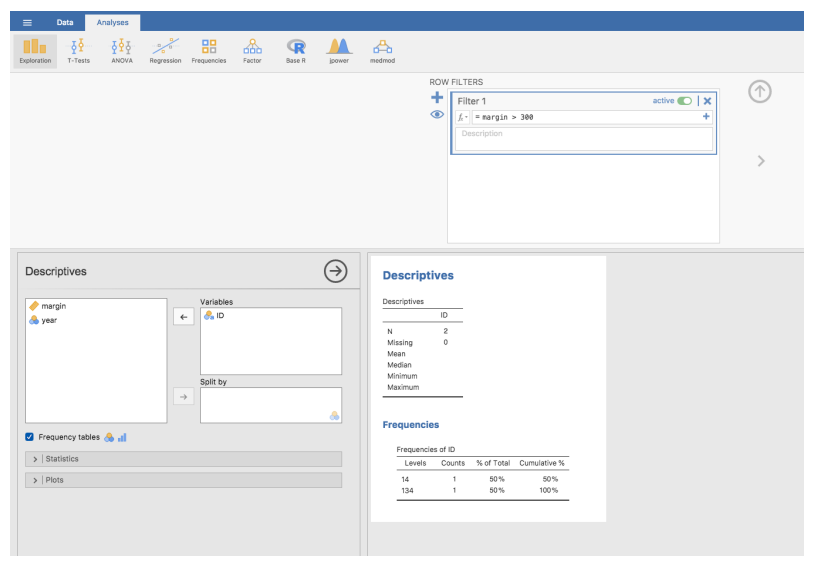 Data Analyses
Exploration T-Tests ANOVA Regression Frequencies Factor Base R jpower medmod
ROW FILTERS
Filter 1 active
fx = margin > 300
Description
Descriptives
margin
year
Variables
ID
Split by
Frequency tables
Statistics
Plots
Descriptives
Descriptives
ID
N 2
Missing 0
Mean
Median
Minimum
Maximum
Frequencies
Frequencies of ID
Levels Counts % of Total Cumulative %
14 1 50% 50%
134 1 50% 100%